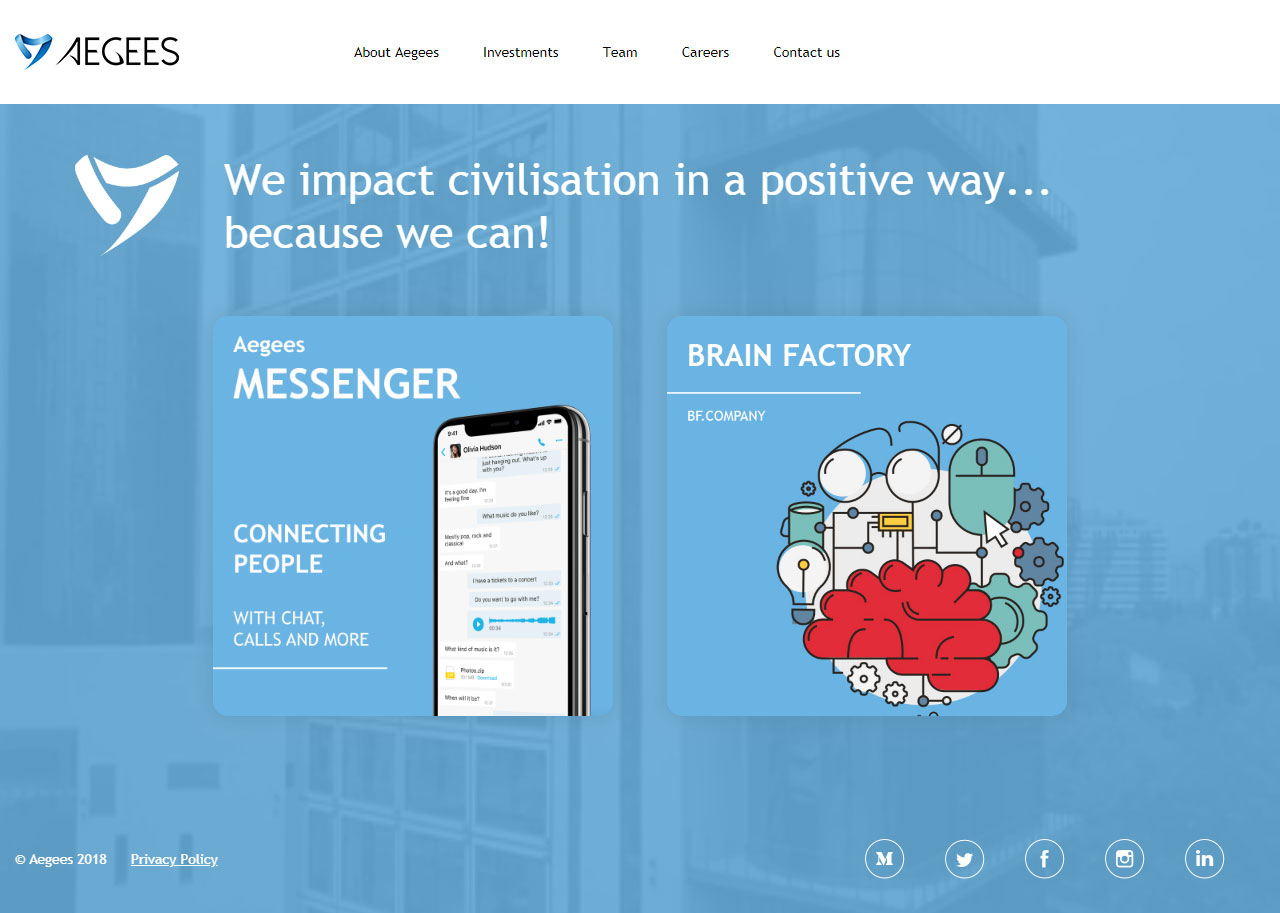 AEGEES
About Aegees
Investments
Team
Careers
Contact us
We impact civilisation in a positive way...
because we can!
Aegees
MESSENGER
CONNECTING
PEOPLE
WITH CHAT,
CALLS AND MORE
9:41
Olivia Hudson
just hanging out. What's up
with you?
It's a good day. I'm
feeling fine
What music do you like?
Mostly pop, rock and
classical
And what?
I have a tickets to a concert
Do you want to go with me?
00:34
What kind of music is it?
Photos.zip
Download
When will it be?
BRAIN FACTORY
BF.COMPANY
© Aegees 2018
Privacy Policy
M
f
in